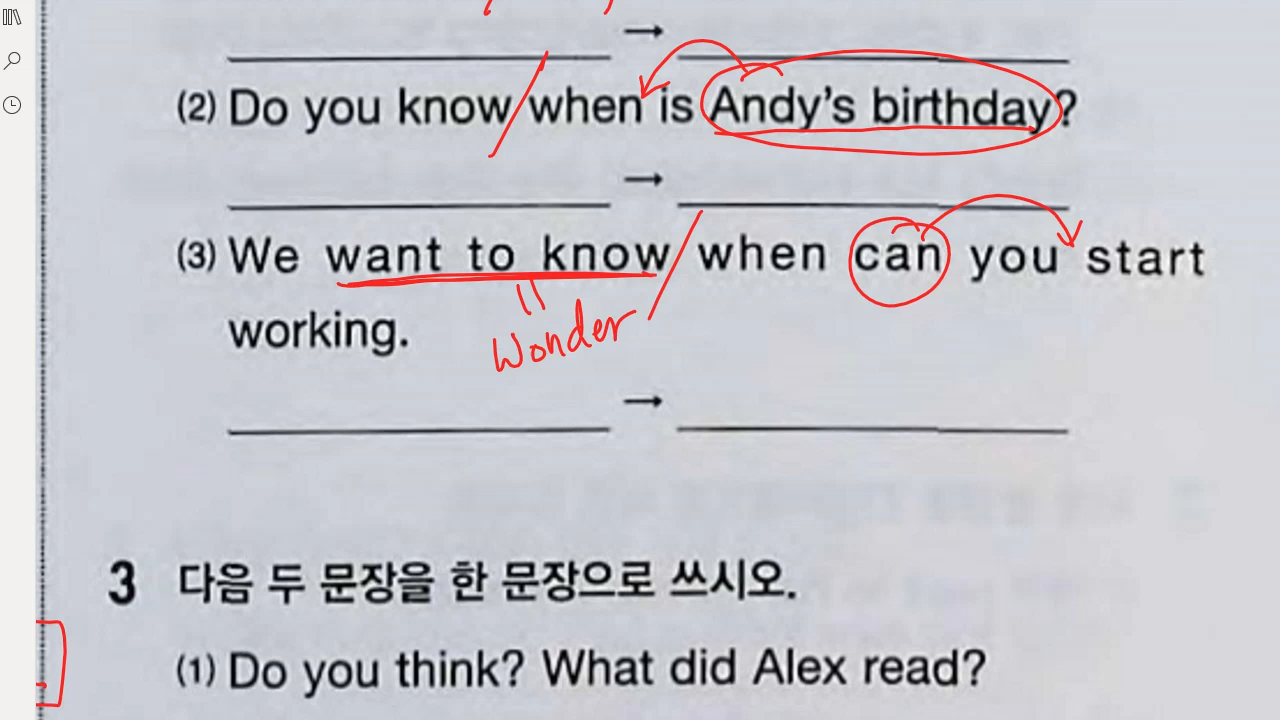 →
(2) Do you know when is Andy's birthday?
→
(3) We want to know when can you start
working.
Wonder
→
3 다음 두 문장을 한 문장으로 쓰시오.
(1) Do you think? What did Alex read?